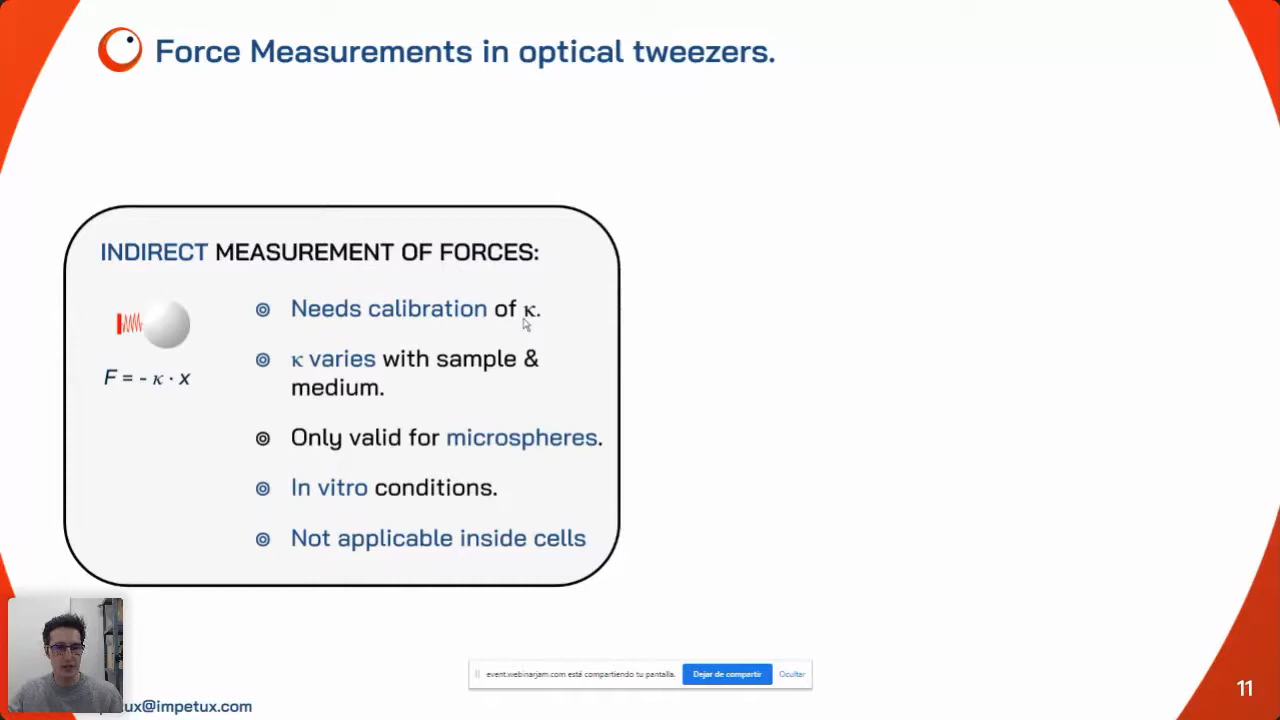 Force Measurements in optical tweezers.
INDIRECT MEASUREMENT OF FORCES:
Needs calibration of κ.
κ varies with sample &
medium.
F = - κ · x
Only valid for microspheres.
In vitro conditions.
Not applicable inside cells
event.webinarjam.com está compartiendo tu pantalla.
Dejar de compartir
Ocultar
ux@impetux.com
11